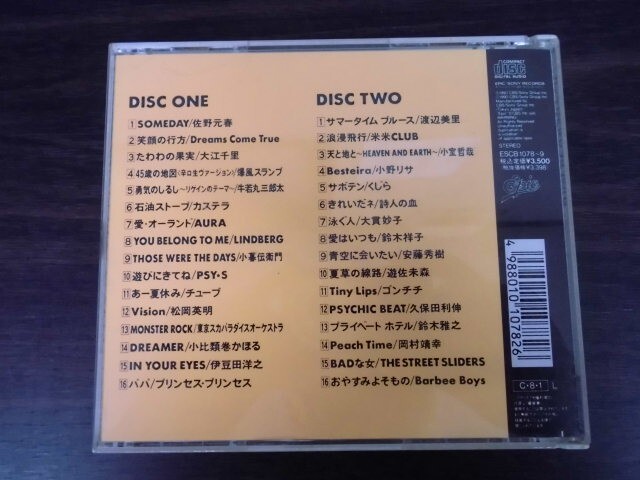 DISC ONE
1 SOMEDAY/佐野元春
2 笑顔の行方/Dreams Come True
3 たわわの果実/大江千里
4 45歳の地図〈辛口生ヴァージョン〉/爆風スランプ
5 勇気のしるし〜リゲインのテーマ〜/牛若丸三郎太
6 石油ストーブ/カステラ
7 愛・オーランド/AURA
8 YOU BELONG TO ME/LINDBERG
9 THOSE WERE THE DAYS/小暮伝衛門
10 遊びにきてね/PSY・S
11 あー夏休み/チューブ
12 Vision/松岡英明
13 MONSTER ROCK/東京スカパラダイスオーケストラ
14 DREAMER/小比類巻かほる
15 IN YOUR EYES/伊豆田洋之
16 パパ/プリンセス・プリンセス
DISC TWO
1 サマータイム ブルース/渡辺美里
2 浪漫飛行/米米CLUB
3 天と地と〜HEAVEN AND EARTH〜/小室哲哉
4 Besteira/小野リサ
5 サボテン/くじら
6 きれいだネ/詩人の血
7 泳ぐ人/大貫妙子
8 愛はいつも/鈴木祥子
9 青空に会いたい/安藤秀樹
10 夏草の線路/遊佐未森
11 Tiny Lips/ゴンチチ
12 PSYCHIC BEAT/久保田利伸
13 プライベート ホテル/鈴木雅之
14 Peach Time/岡村靖幸
15 BADな女/THE STREET SLIDERS
16 おやすみよそもの/Barbee Boys
COMPACT
disc
DIGITAL AUDIO
EPIC/SONY RECORDS
STEREO
ESCB 1078〜9
税込定価¥3,500
税抜価格¥3,398
Epic
4988010107826
C・8・1 L